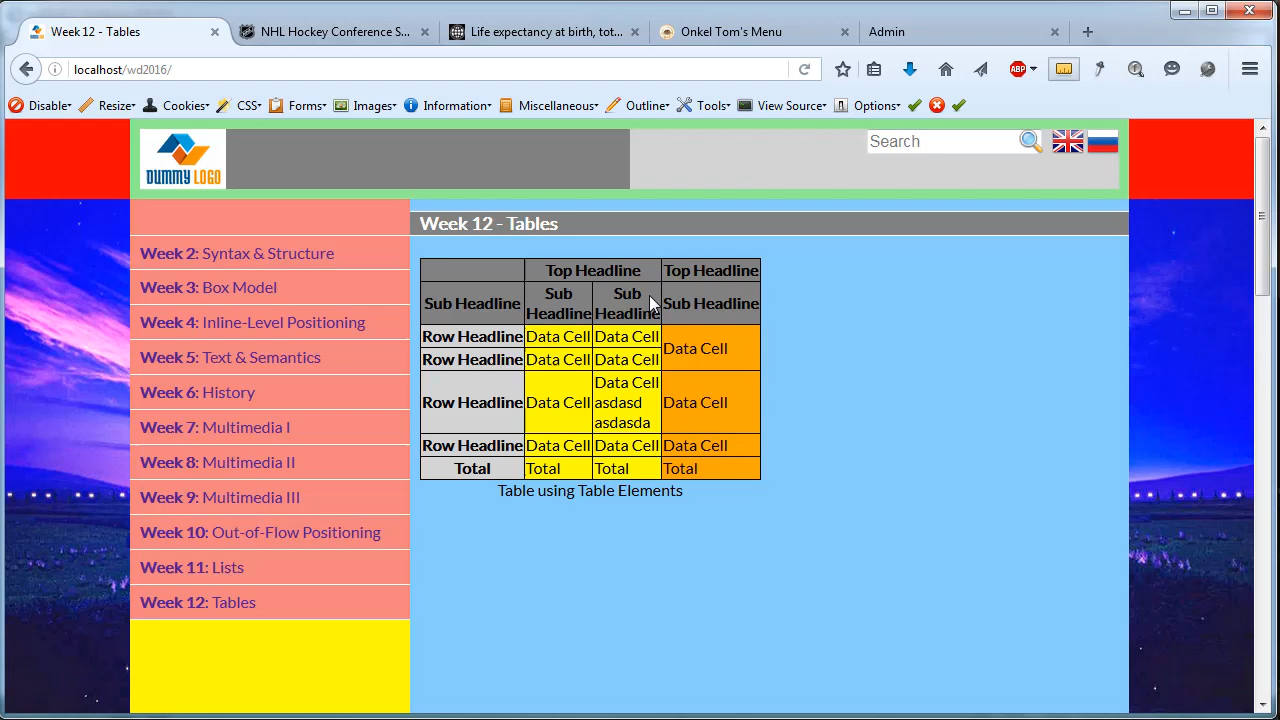 Week 12 - Tables
NHL Hockey Conference S...
Life expectancy at birth, tot...
Onkel Tom's Menu
Admin
localhost/wd2016/
ABP
Disable
Resize
Cookies
CSS
Forms
Images
Information
Miscellaneous
Outline
Tools
View Source
Options
DUMMY LOGO
Search
Week 12 - Tables
Week 2: Syntax & Structure
Week 3: Box Model
Week 4: Inline-Level Positioning
Week 5: Text & Semantics
Week 6: History
Week 7: Multimedia I
Week 8: Multimedia II
Week 9: Multimedia III
Week 10: Out-of-Flow Positioning
Week 11: Lists
Week 12: Tables
Top Headline Top Headline
Sub Headline Sub Headline Sub Headline Sub Headline
Row Headline Data Cell Data Cell Data Cell
Row Headline Data Cell Data Cell
Row Headline Data Cell Data Cell asdasd asdasda Data Cell
Row Headline Data Cell Data Cell Data Cell
Total Total Total Total
Table using Table Elements